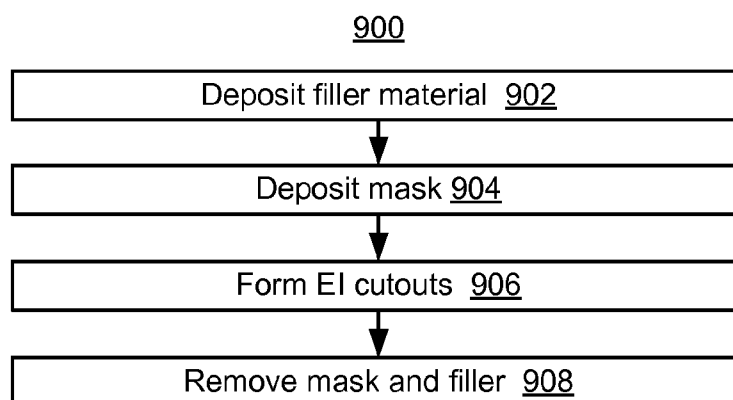 900
Deposit filler material 902
Deposit mask 904
Form EI cutouts 906
Remove mask and filler 908